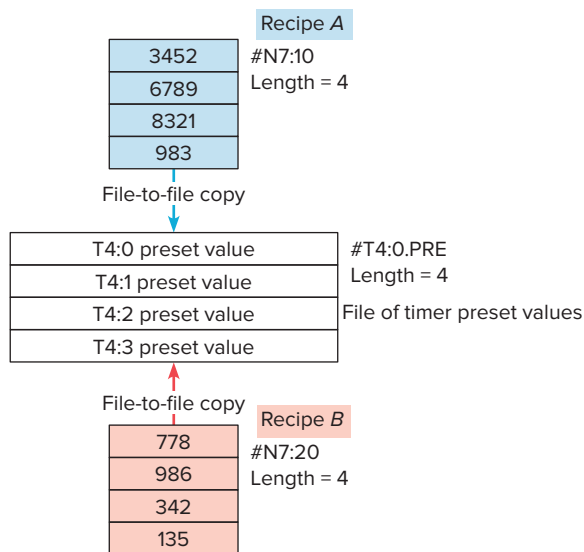 Recipe A
3452
#N7:10
6789
Length = 4
8321
983
File-to-file copy
T4:0 preset value
#T4:0.PRE
T4:1 preset value
Length = 4
T4:2 preset value
File of timer preset values
T4:3 preset value
File-to-file copy
Recipe B
778
#N7:20
986
Length = 4
342
135